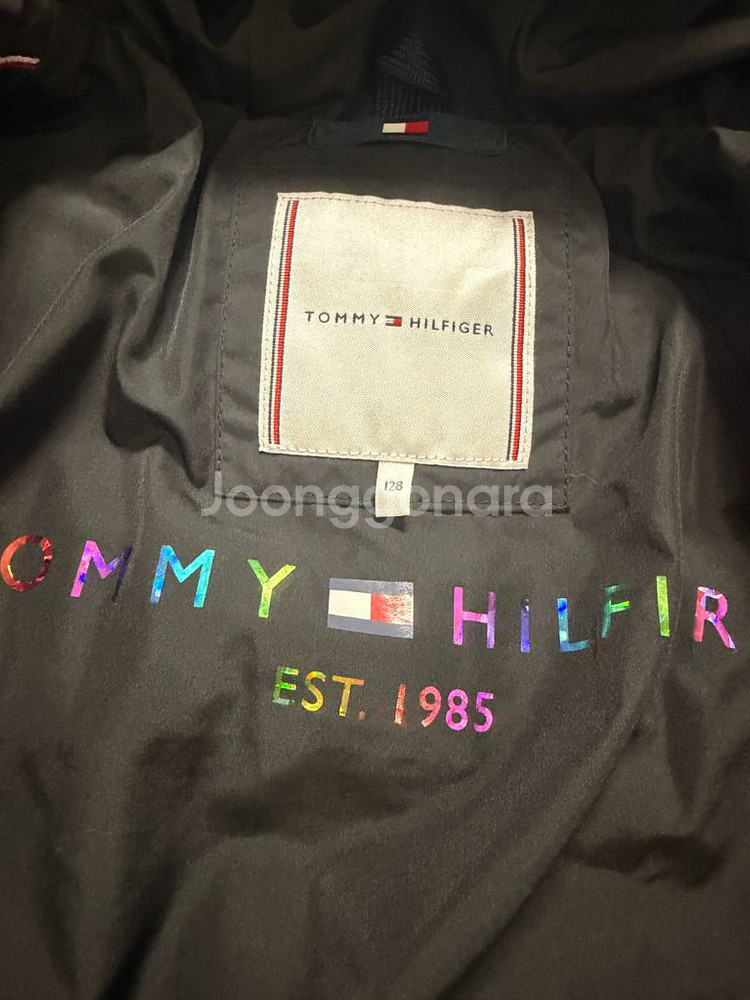 TOMMY HILFIGER
128
Joonggonara
OMMY HILFIR
EST. 1985